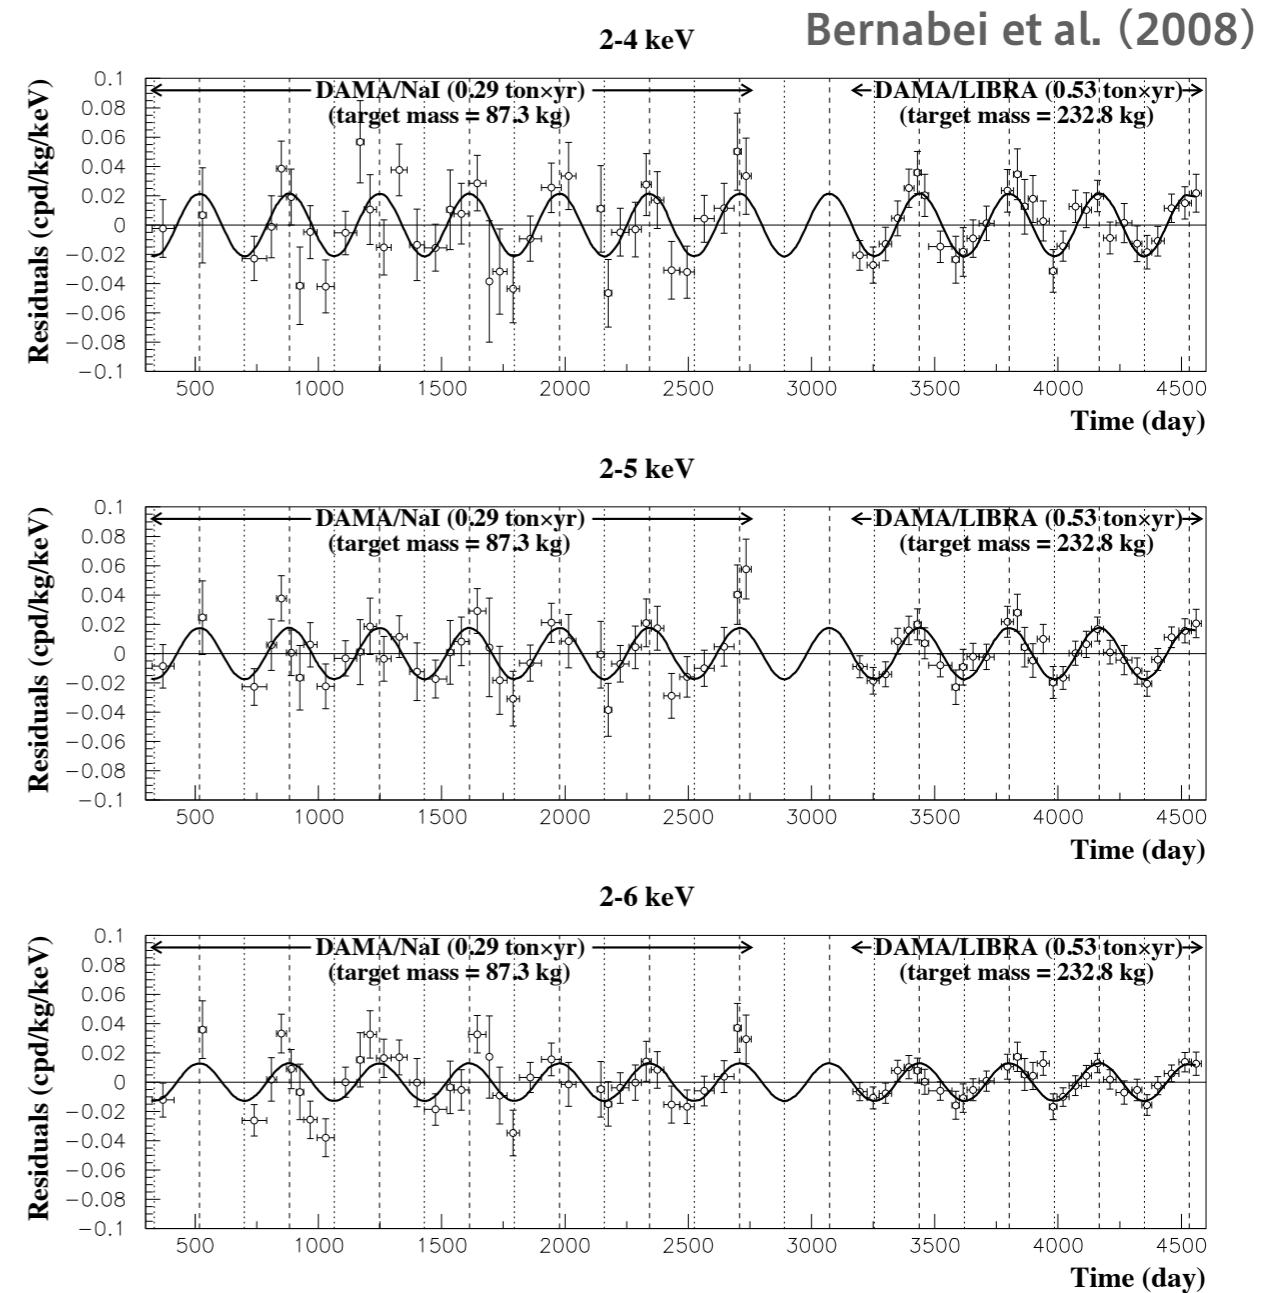 Bernabei et al. (2008)
2-4 keV
Residuals (cpd/kg/keV)
0.1
0.08
0.06
0.04
0.02
0
−0.02
−0.04
−0.06
−0.08
−0.1
DAMA/NaI (0.29 ton×yr)
(target mass = 87.3 kg)
DAMA/LIBRA (0.53 ton×yr)
(target mass = 232.8 kg)
500 1000 1500 2000 2500 3000 3500 4000 4500
Time (day)
2-5 keV
Residuals (cpd/kg/keV)
0.1
0.08
0.06
0.04
0.02
0
−0.02
−0.04
−0.06
−0.08
−0.1
DAMA/NaI (0.29 ton×yr)
(target mass = 87.3 kg)
DAMA/LIBRA (0.53 ton×yr)
(target mass = 232.8 kg)
500 1000 1500 2000 2500 3000 3500 4000 4500
Time (day)
2-6 keV
Residuals (cpd/kg/keV)
0.1
0.08
0.06
0.04
0.02
0
−0.02
−0.04
−0.06
−0.08
−0.1
DAMA/NaI (0.29 ton×yr)
(target mass = 87.3 kg)
DAMA/LIBRA (0.53 ton×yr)
(target mass = 232.8 kg)
500 1000 1500 2000 2500 3000 3500 4000 4500
Time (day)